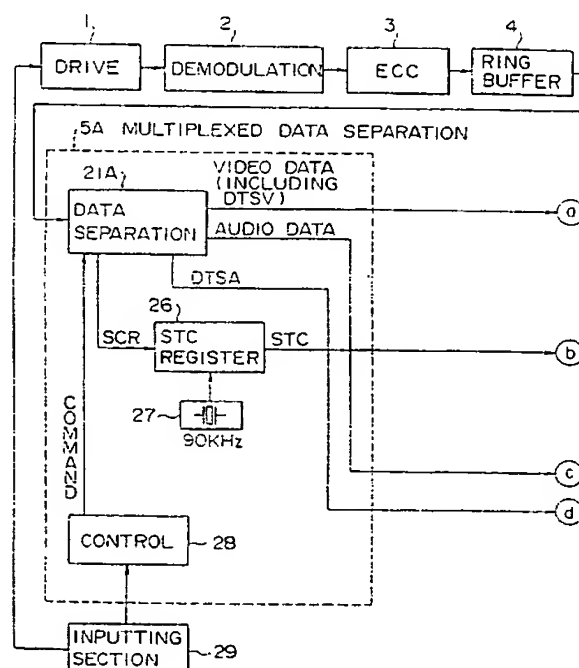 1
2
3
4
DRIVE
DEMODULATION
ECC
RING
BUFFER
5A MULTIPLEXED DATA SEPARATION
21A
VIDEO DATA
(INCLUDING
DTSV)
a
DATA
SEPARATION
AUDIO DATA
DTSA
26
SCR
STC
REGISTER
STC
b
27
90KHz
COMMAND
c
d
CONTROL
28
INPUTTING
SECTION
29